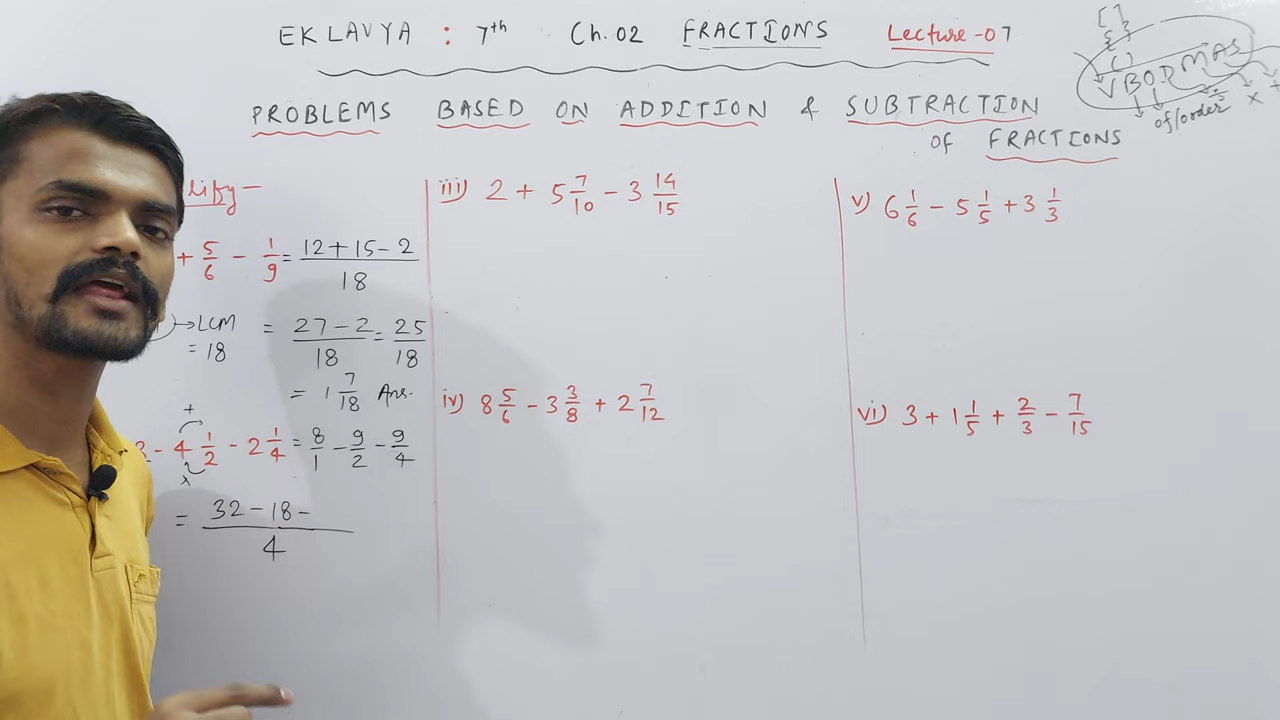 EKLAVYA : 7th Ch. 02 FRACTIONS Lecture-07
[ ]
{ }
( )
VBODMAS
of/order ÷ × +
PROBLEMS BASED ON ADDITION & SUBTRACTION
OF FRACTIONS
lify-
+ 5/6 - 1/9 = (12+15-2)/18
→LCM = 18
= (27-2)/18 = 25/18
= 1 7/18 Ans.
+
- 4 1/2 - 2 1/4 = 8/1 - 9/2 - 9/4
×
= (32-18-)/4
iii) 2 + 5 7/10 - 3 14/15
iv) 8 5/6 - 3 3/8 + 2 7/12
v) 6 1/6 - 5 1/5 + 3 1/3
vi) 3 + 1 1/5 + 2/3 - 7/15